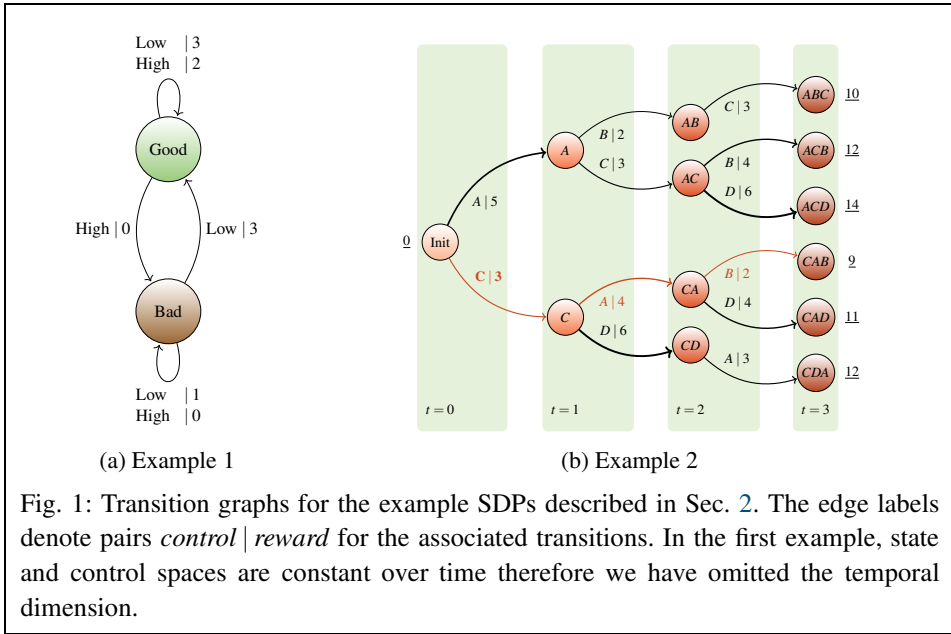 Low | 3
High | 2
Good
High | 0
Low | 3
Bad
Low | 1
High | 0
(a) Example 1
0
Init
A | 5
C | 3
A
B | 2
C | 3
C
A | 4
D | 6
AB
C | 3
AC
B | 4
D | 6
CA
B | 2
D | 4
CD
A | 3
ABC 10
ACB 12
ACD 14
CAB 9
CAD 11
CDA 12
t = 0
t = 1
t = 2
t = 3
(b) Example 2
Fig. 1: Transition graphs for the example SDPs described in Sec. 2. The edge labels
denote pairs control | reward for the associated transitions. In the first example, state
and control spaces are constant over time therefore we have omitted the temporal
dimension.